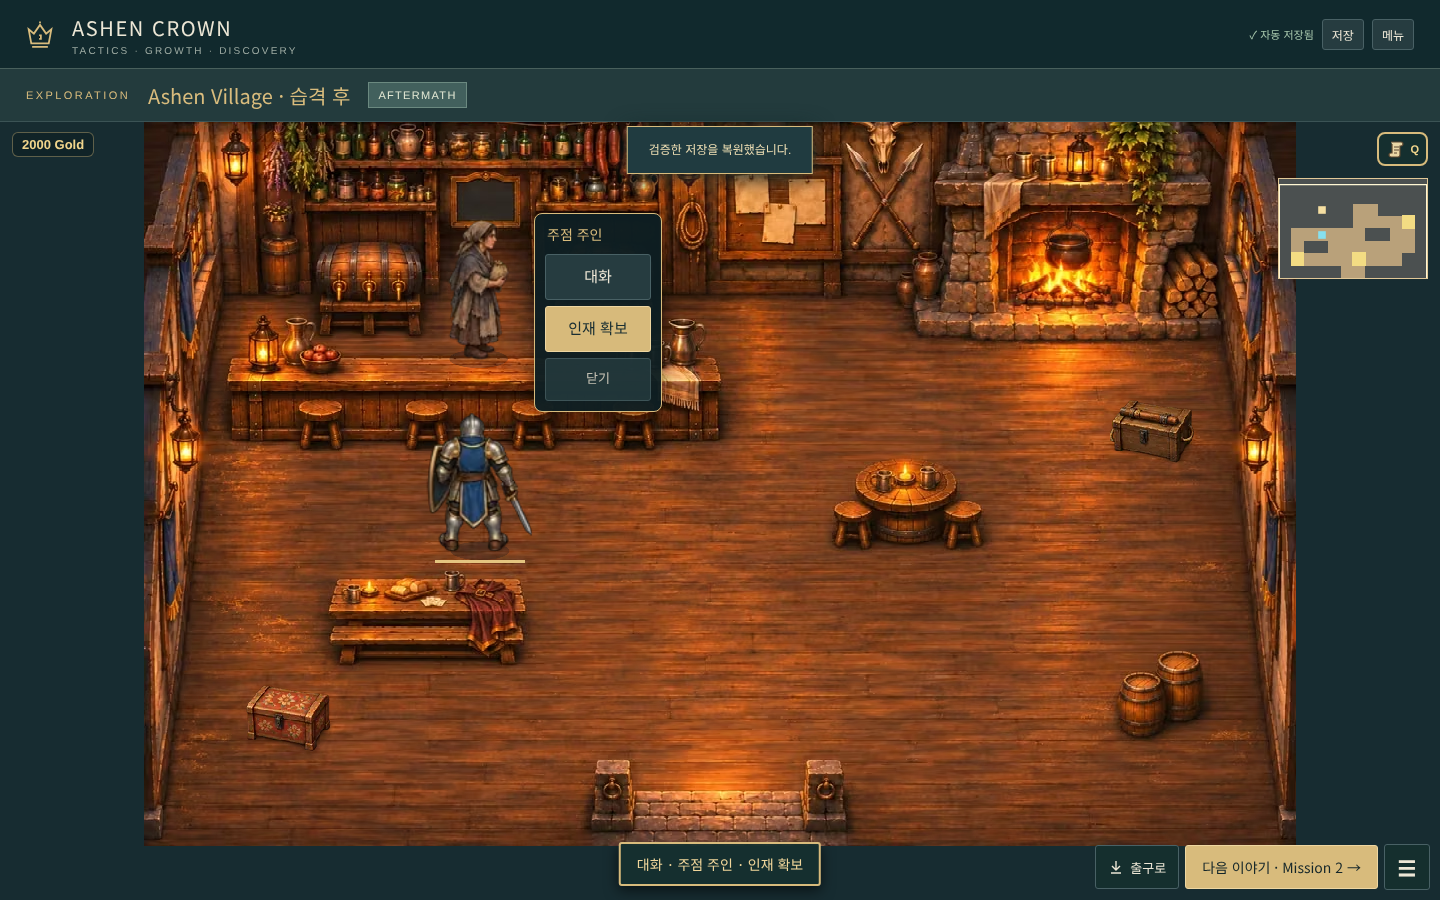 ASHEN CROWN
TACTICS · GROWTH · DISCOVERY
✓ 자동 저장됨
저장
메뉴
EXPLORATION
Ashen Village · 습격 후
AFTERMATH
2000 Gold
검증한 저장을 복원했습니다.
Q
주점 주인
대화
인재 확보
닫기
대화 · 주점 주인 · 인재 확보
출구로
다음 이야기 · Mission 2 →